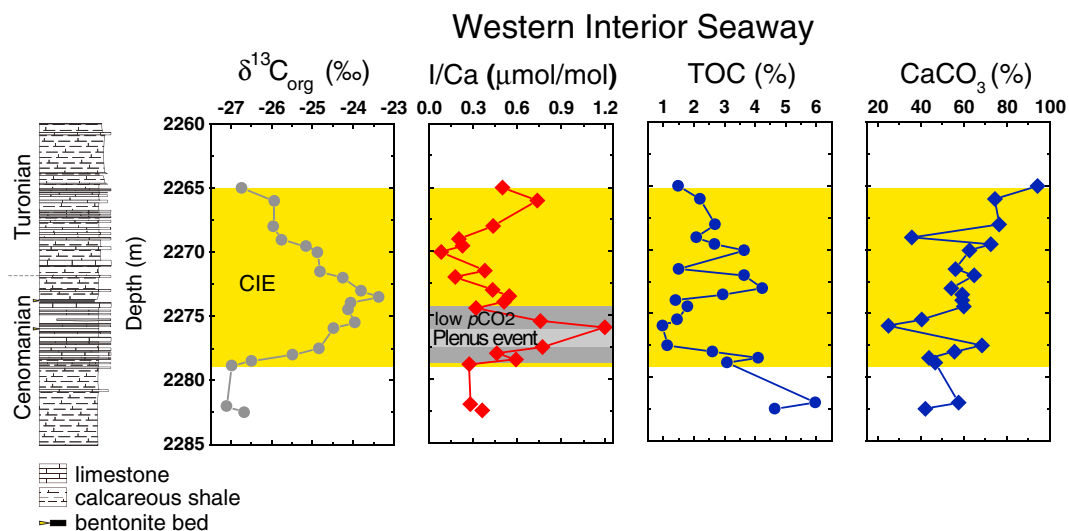 Western Interior Seaway
δ¹³C_org (‰)
I/Ca (μmol/mol)
TOC (%)
CaCO₃ (%)
-27 -26 -25 -24 -23
0.0 0.3 0.6 0.9 1.2
1 2 3 4 5 6
20 40 60 80 100
2260
2265
2270
2275
2280
2285
Depth (m)
Turonian
Cenomanian
CIE
low pCO2
Plenus event
limestone
calcareous shale
bentonite bed